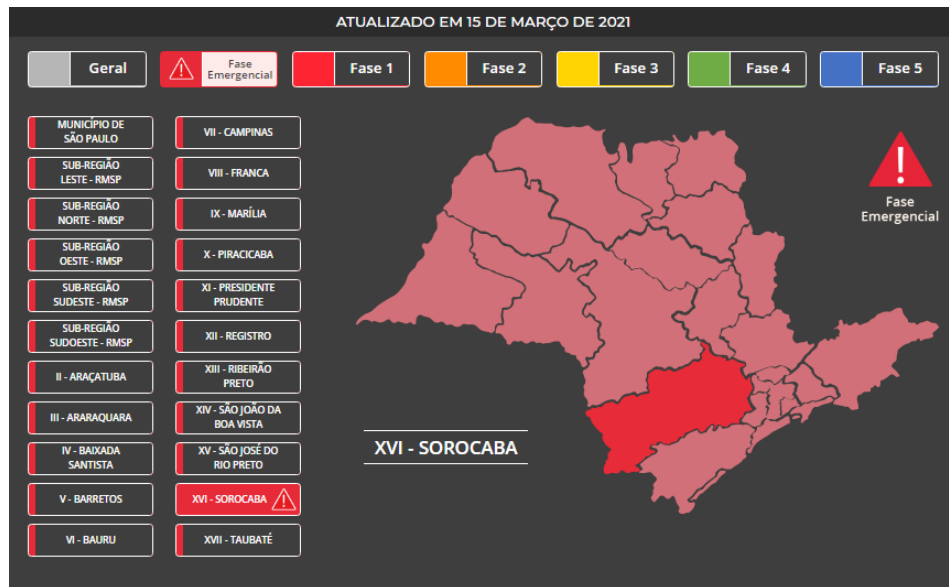 ATUALIZADO EM 15 DE MARÇO DE 2021
Geral
Fase
Emergencial
Fase 1
Fase 2
Fase 3
Fase 4
Fase 5
MUNICÍPIO DE
SÃO PAULO
SUB-REGIÃO
LESTE - RMSP
SUB-REGIÃO
NORTE - RMSP
SUB-REGIÃO
OESTE - RMSP
SUB-REGIÃO
SUDESTE - RMSP
SUB-REGIÃO
SUDOESTE - RMSP
II - ARAÇATUBA
III - ARARAQUARA
IV - BAIXADA
SANTISTA
V - BARRETOS
VI - BAURU
VII - CAMPINAS
VIII - FRANCA
IX - MARÍLIA
X - PIRACICABA
XI - PRESIDENTE
PRUDENTE
XII - REGISTRO
XIII - RIBEIRÃO
PRETO
XIV - SÃO JOÃO DA
BOA VISTA
XV - SÃO JOSÉ DO
RIO PRETO
XVI - SOROCABA
XVII - TAUBATÉ
XVI - SOROCABA
Fase
Emergencial